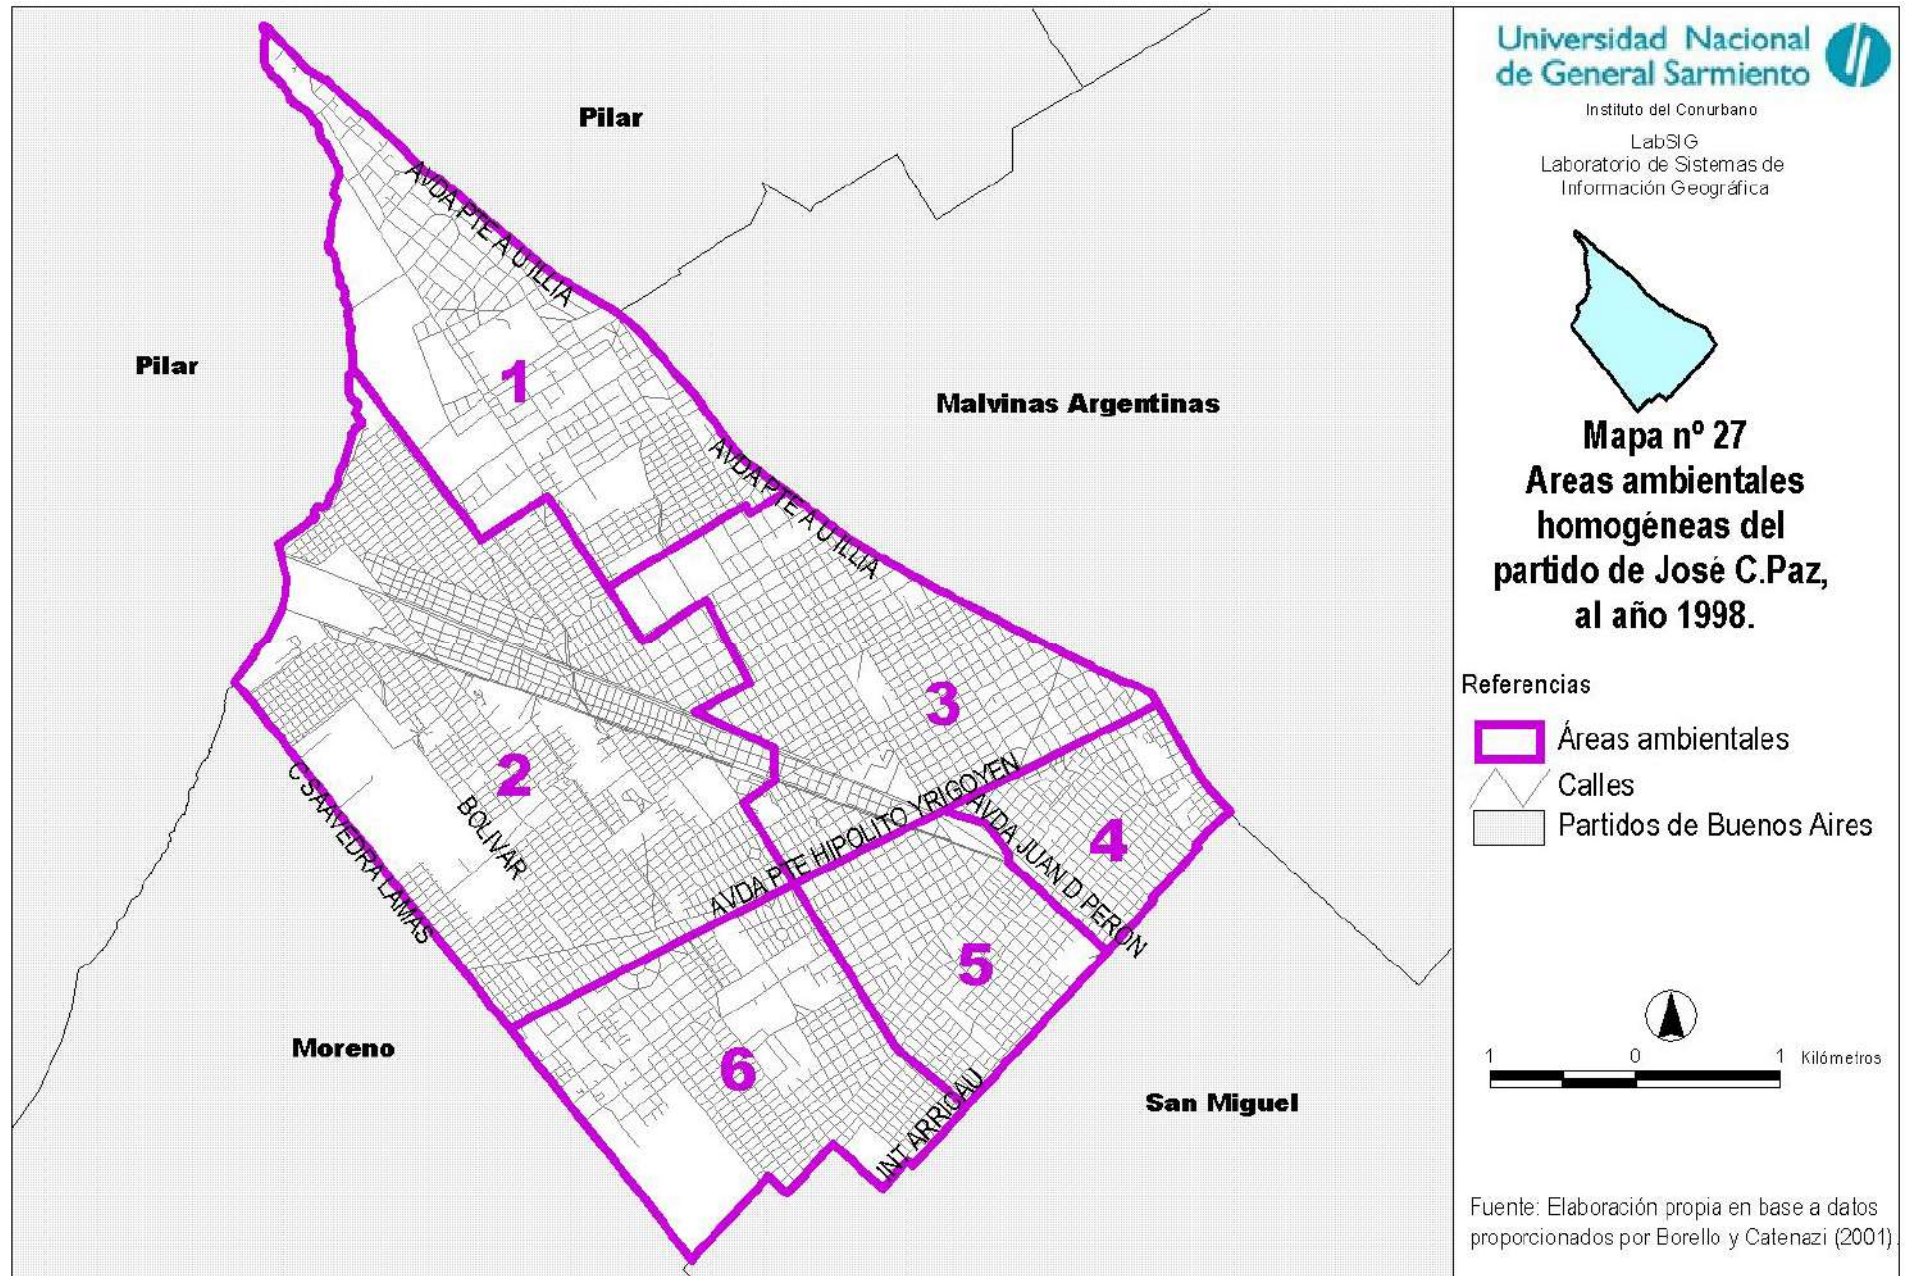 Pilar
AVDA PTE A U ILLIA
Pilar
1
Malvinas Argentinas
AVDA PTE A U ILLIA
3
2
C SAAVEDRA LAMAS
BOLIVAR
AVDA PTE HIPOLITO YRIGOYEN
AVDA JUAN D PERON
4
5
Moreno
6
INT ARRICAU
San Miguel
Universidad Nacional
de General Sarmiento
Instituto del Conurbano
LabSIG
Laboratorio de Sistemas de
Información Geográfica
Mapa nº 27
Areas ambientales
homogéneas del
partido de José C.Paz,
al año 1998.
Referencias
Áreas ambientales
Calles
Partidos de Buenos Aires
1 0 1 Kilómetros
Fuente: Elaboración propia en base a datos
proporcionados por Borello y Catenazi (2001).